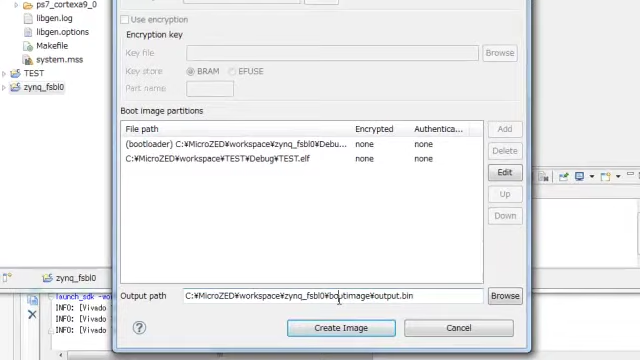 ps7_cortexa9_0
libgen.log
libgen.options
Makefile
system.mss
TEST
zynq_fsbl0
Use encryption
Encryption key
Key file
Browse
Key store
BRAM
EFUSE
Part name
Boot image partitions
File path
Encrypted
Authentica...
Add
(bootloader) C:¥MicroZED¥workspace¥zynq_fsbl0¥Debu...
none
none
Delete
C:¥MicroZED¥workspace¥TEST¥Debug¥TEST.elf
none
none
Edit
Up
Down
zynq_fsbl0
Output path
C:¥MicroZED¥workspace¥zynq_fsbl0¥bootimage¥output.bin
Browse
launch_sdk -wor
INFO: [Vivado
INFO: [Vivado
INFO: [Vivado
Create Image
Cancel